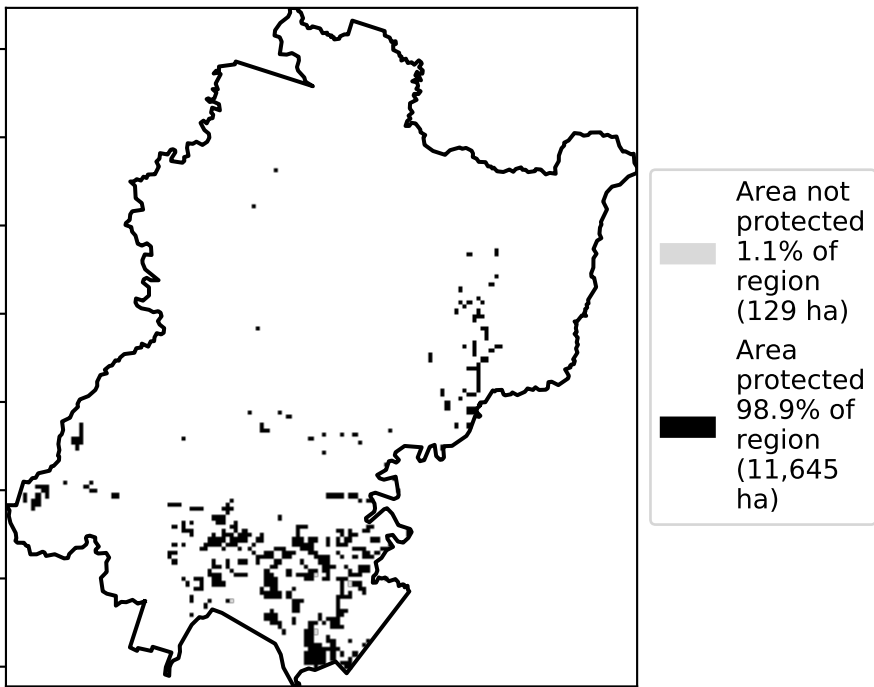 Area not
protected
1.1% of
region
(129 ha)
Area
protected
98.9% of
region
(11,645
ha)